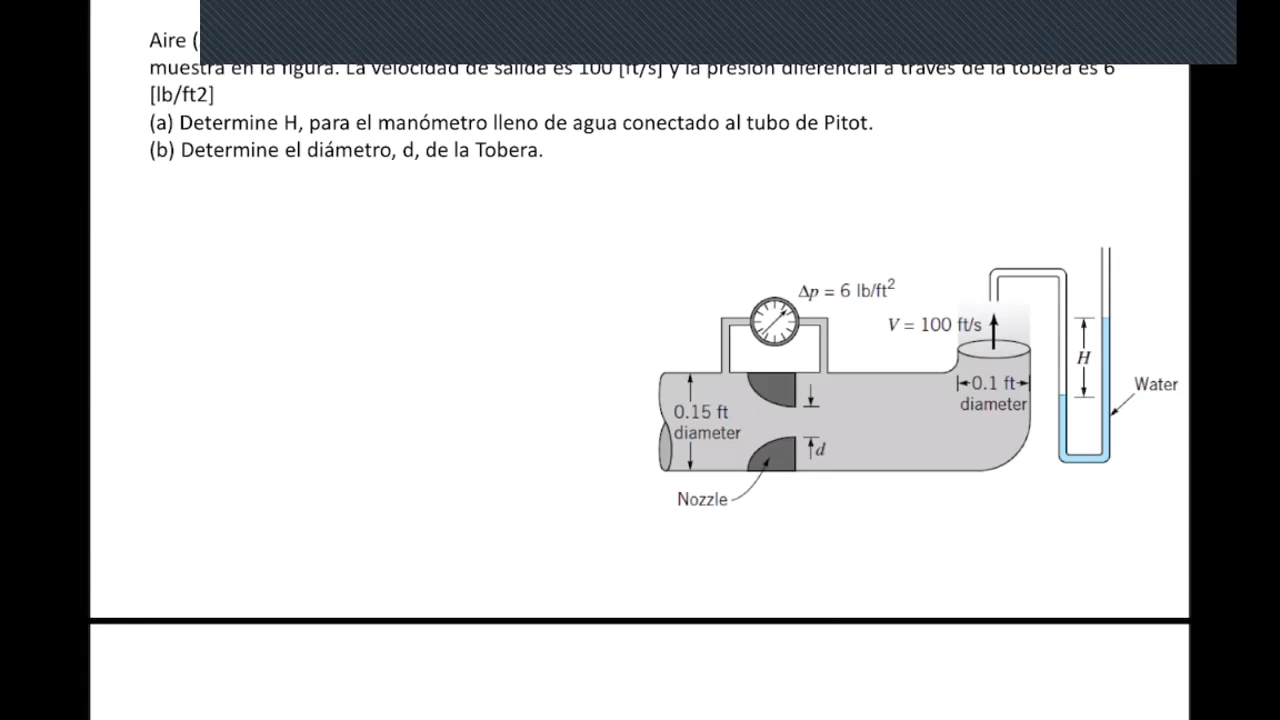 Aire (
muestra en la figura. La velocidad de salida es 100 [ft/s] y la presión diferencial a través de la tobera es 6
[lb/ft2]
(a) Determine H, para el manómetro lleno de agua conectado al tubo de Pitot.
(b) Determine el diámetro, d, de la Tobera.
Δp = 6 lb/ft²
V = 100 ft/s
H
0.1 ft
diameter
Water
0.15 ft
diameter
d
Nozzle